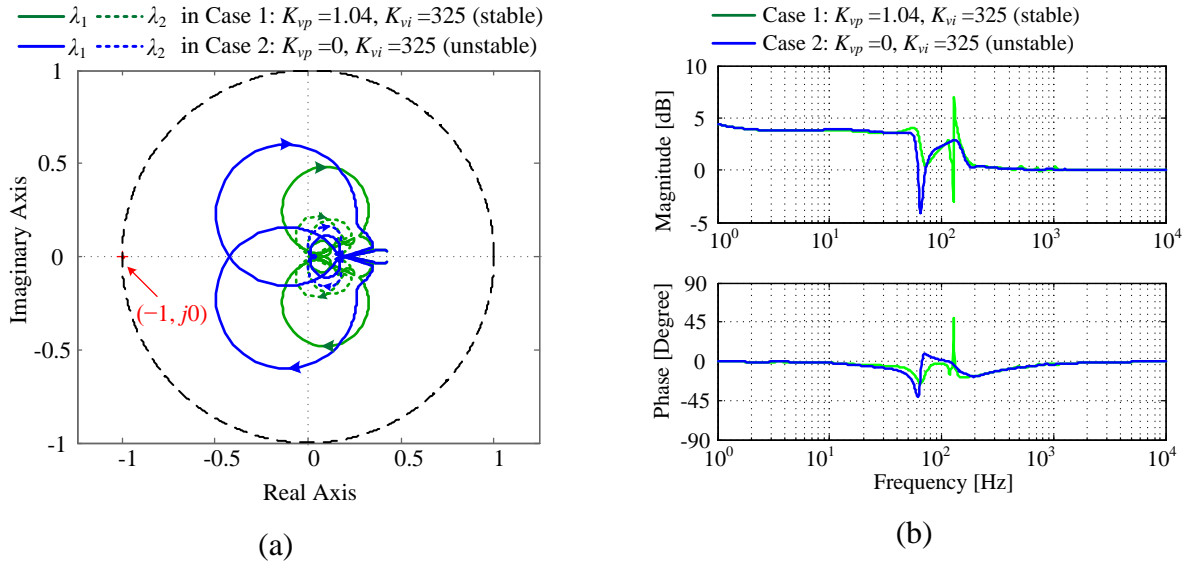 λ1 λ2 in Case 1: Kvp =1.04, Kvi =325 (stable)
λ1 λ2 in Case 2: Kvp =0, Kvi =325 (unstable)
1
0.5
0
-0.5
-1
Imaginary Axis
(−1, j0)
-1 -0.5 0 0.5 1
Real Axis
(a)
Case 1: Kvp =1.04, Kvi =325 (stable)
Case 2: Kvp =0, Kvi =325 (unstable)
10
5
0
-5
Magnitude [dB]
10^0 10^1 10^2 10^3 10^4
90
45
0
-45
-90
Phase [Degree]
10^0 10^1 10^2 10^3 10^4
Frequency [Hz]
(b)